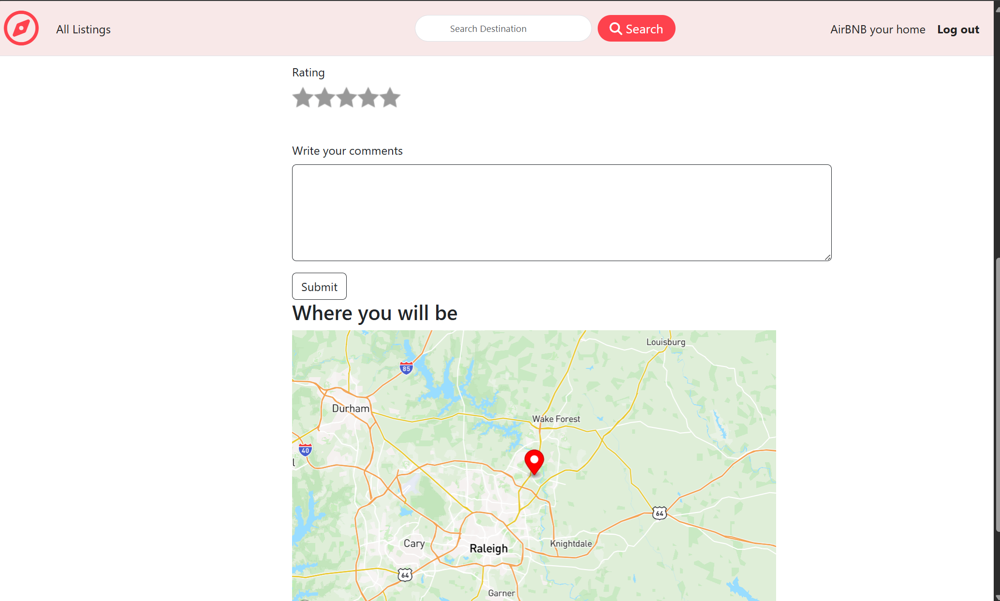 All Listings
Search Destination
Search
AirBNB your home
Log out
Rating
Write your comments
Submit
Where you will be
Louisburg
85
Durham
Wake Forest
40
l
64
Cary
Raleigh
Knightdale
64
Garner